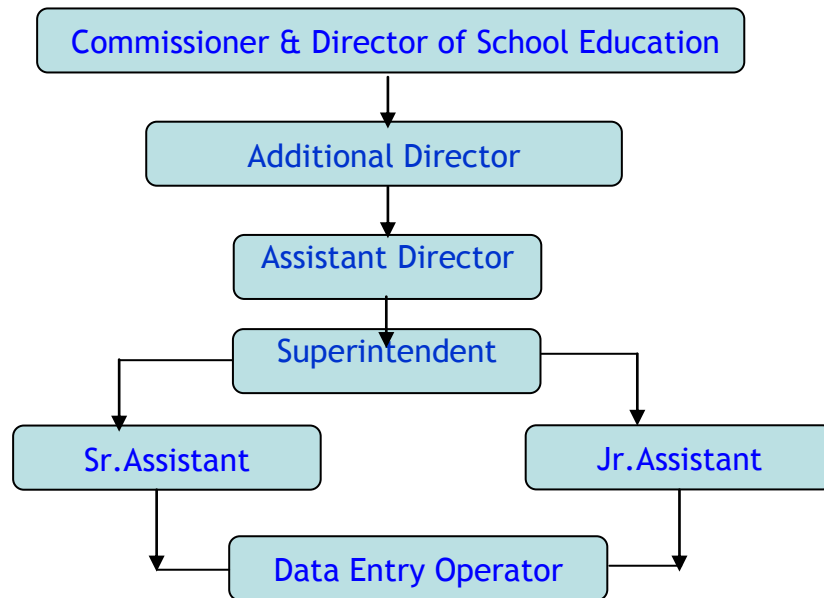 Commissioner & Director of School Education
Additional Director
Assistant Director
Superintendent
Sr.Assistant
Jr.Assistant
Data Entry Operator